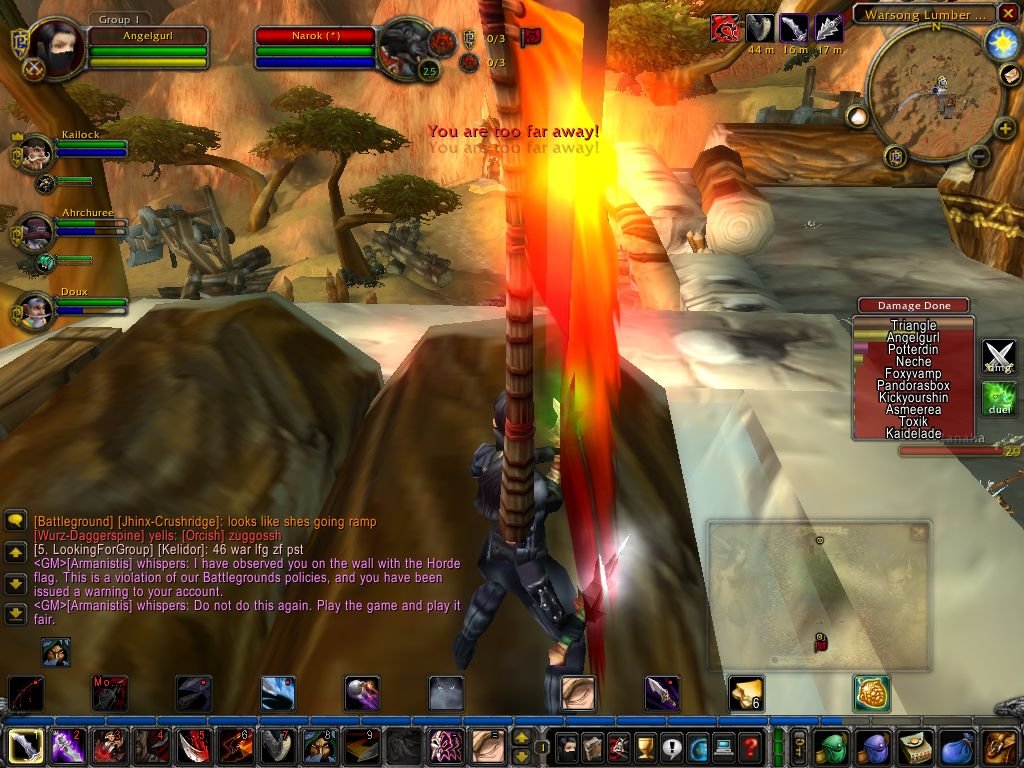 Group 1
Angelgurl
Narok (*)
25
0/3
0/3
44 m 16 m 17 m
Warsong Lumber ...
N
Kailock
Ahrchuree
Doux
You are too far away!
You are too far away!
Damage Done
Triangle
Angelgurl
Potterdin
Neche
Foxyvamp
Pandorasbox
Kickyourshin
Asmeerea
Toxik
Kaidelade
dmg
duel
29
[Battleground] [Jhinx-Crushridge]: looks like shes going ramp
[Wurz-Daggerspine] yells: [Orcish] zuggossh
[5. LookingForGroup] [Kelidor]: 46 war lfg zf pst
<GM>[Armanistis] whispers: I have observed you on the wall with the Horde
flag. This is a violation of our Battlegrounds policies, and you have been
issued a warning to your account.
<GM>[Armanistis] whispers: Do not do this again. Play the game and play it
fair.
Mo
6
2 3 4 5 6 7 8 9 =
1